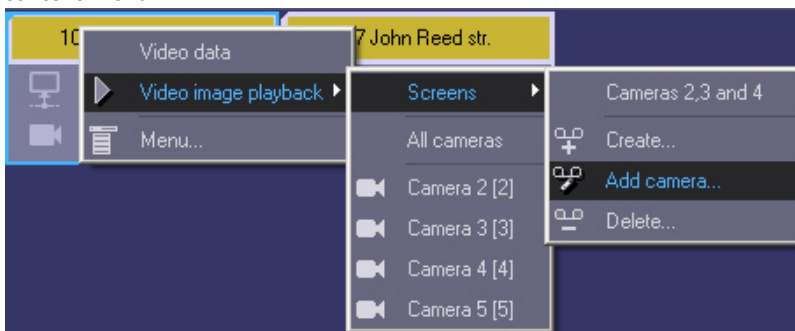 10
7 John Reed str.
Video data
Video image playback
Menu...
Screens
All cameras
Camera 2 [2]
Camera 3 [3]
Camera 4 [4]
Camera 5 [5]
Cameras 2,3 and 4
Create...
Add camera...
Delete...